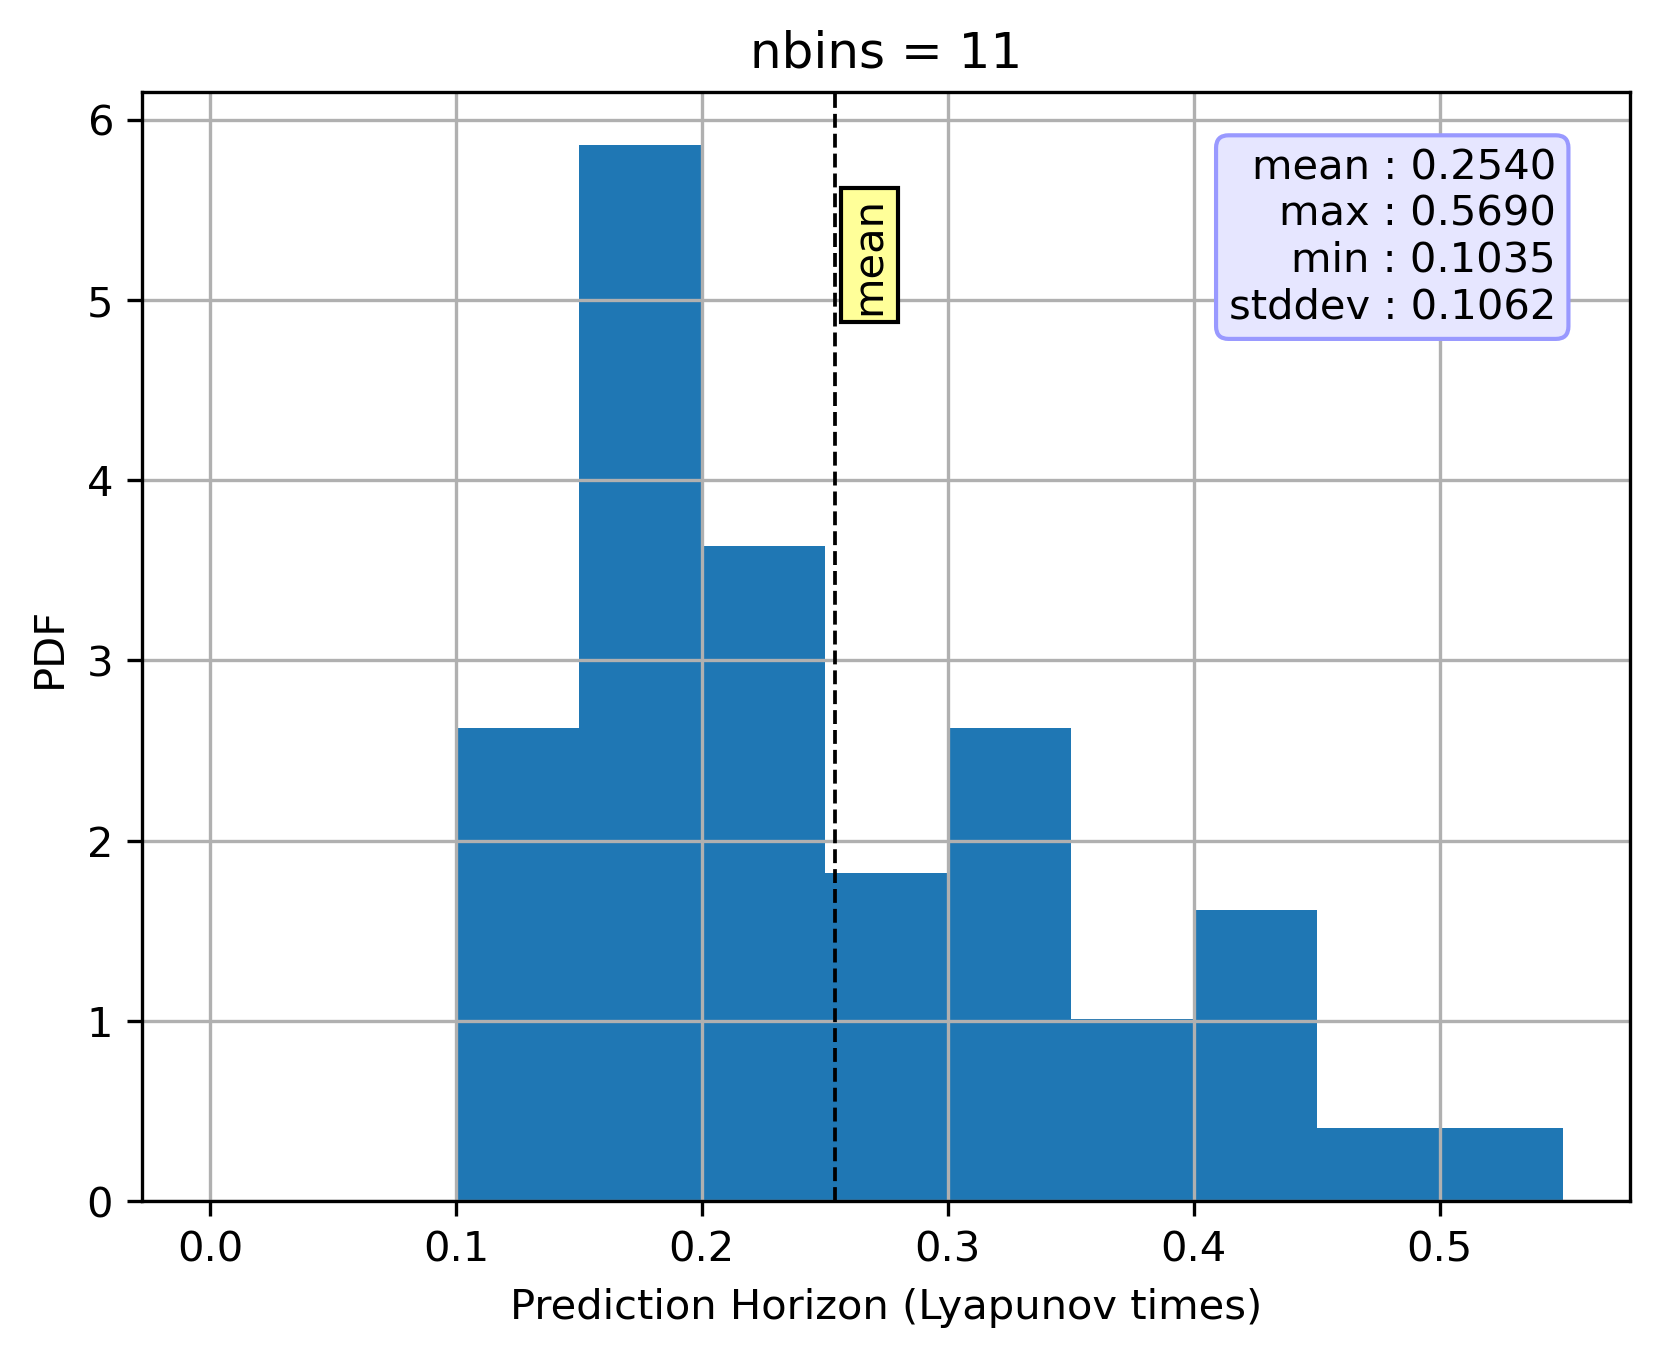 nbins = 11
6
5
4
3
2
1
0
PDF
mean
mean : 0.2540
max : 0.5690
min : 0.1035
stddev : 0.1062
0.0 0.1 0.2 0.3 0.4 0.5
Prediction Horizon (Lyapunov times)